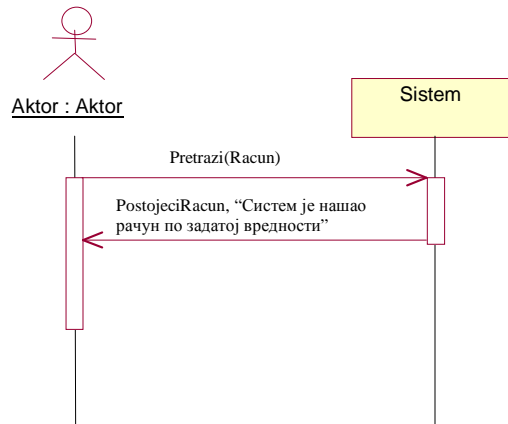 Aktor : Aktor
Sistem
Pretrazi(Racun)
PostojeciRacun, “Систем је нашао
рачун по задатој вредности”